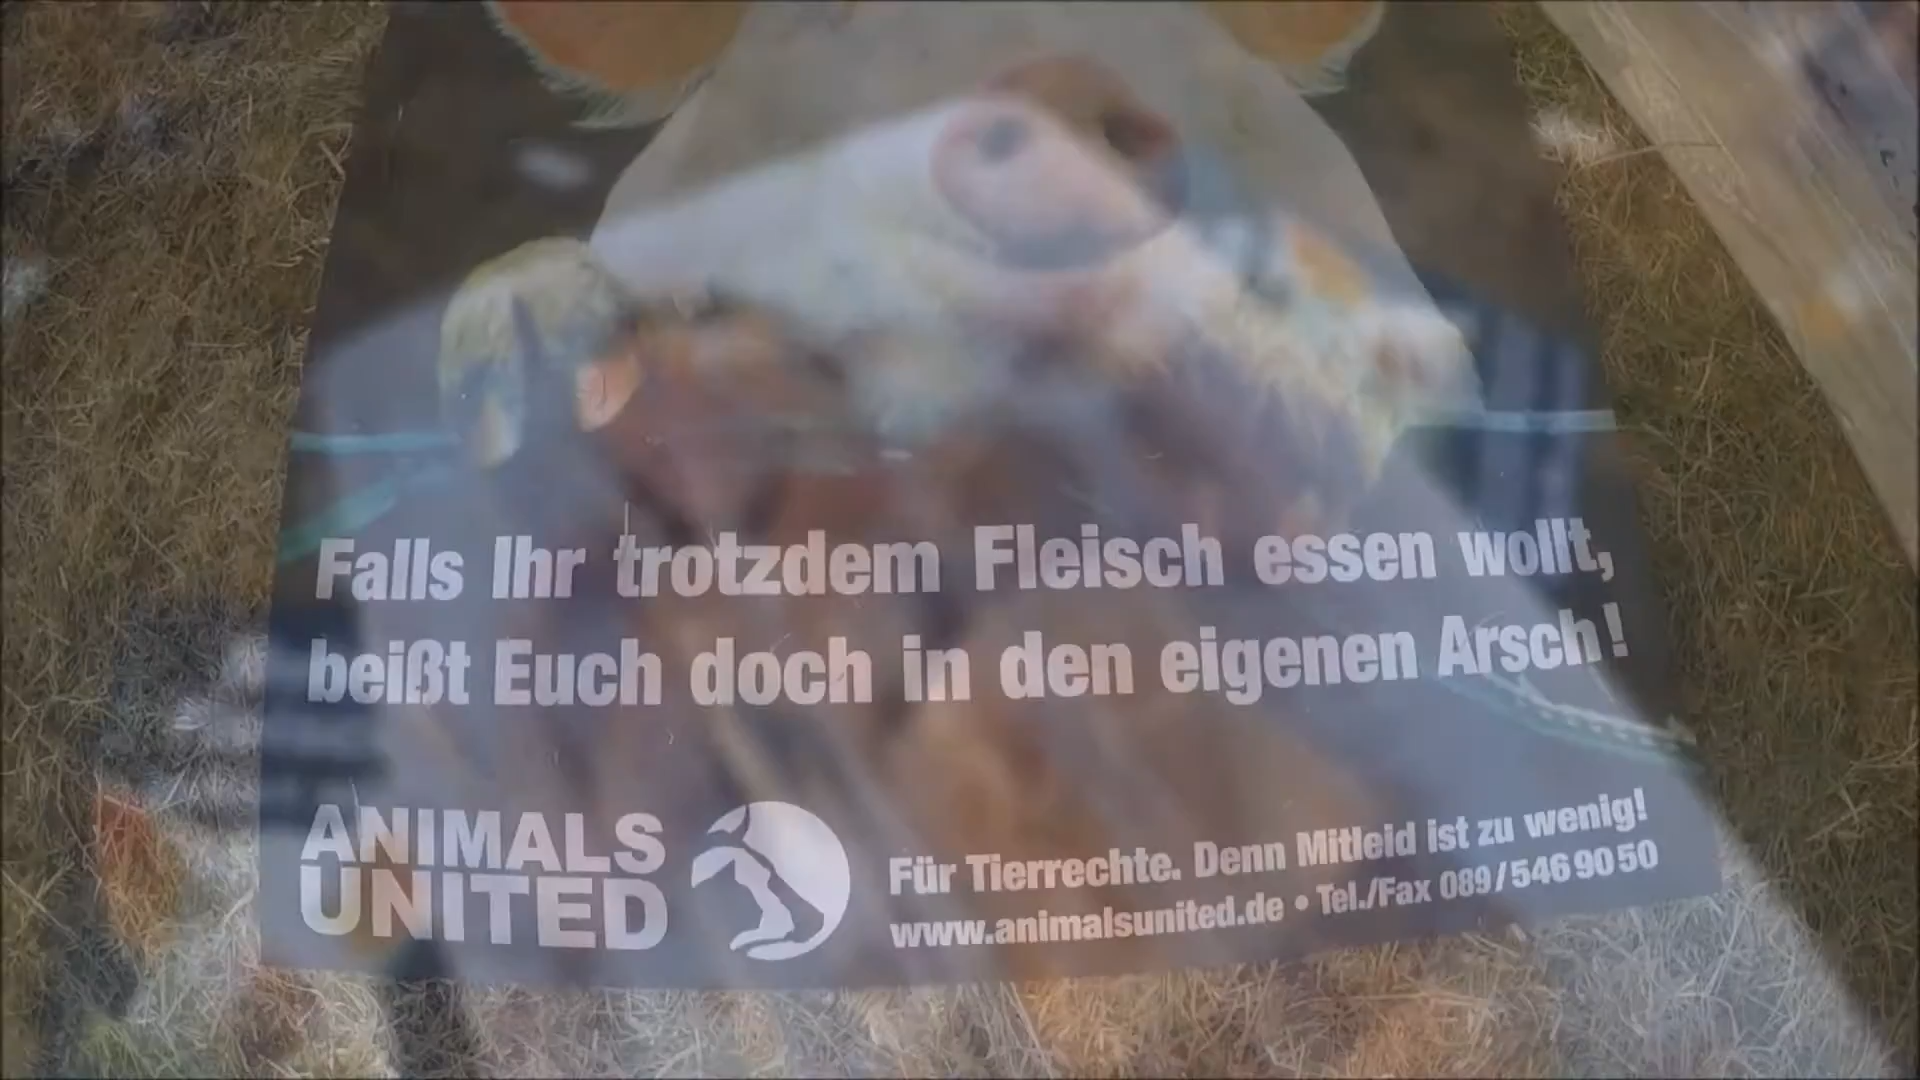 Falls Ihr trotzdem Fleisch essen wollt,
beißt Euch doch in den eigenen Arsch!
ANIMALS
UNITED
Für Tierrechte. Denn Mitleid ist zu wenig!
www.animalsunited.de • Tel./Fax 089/546 90 50